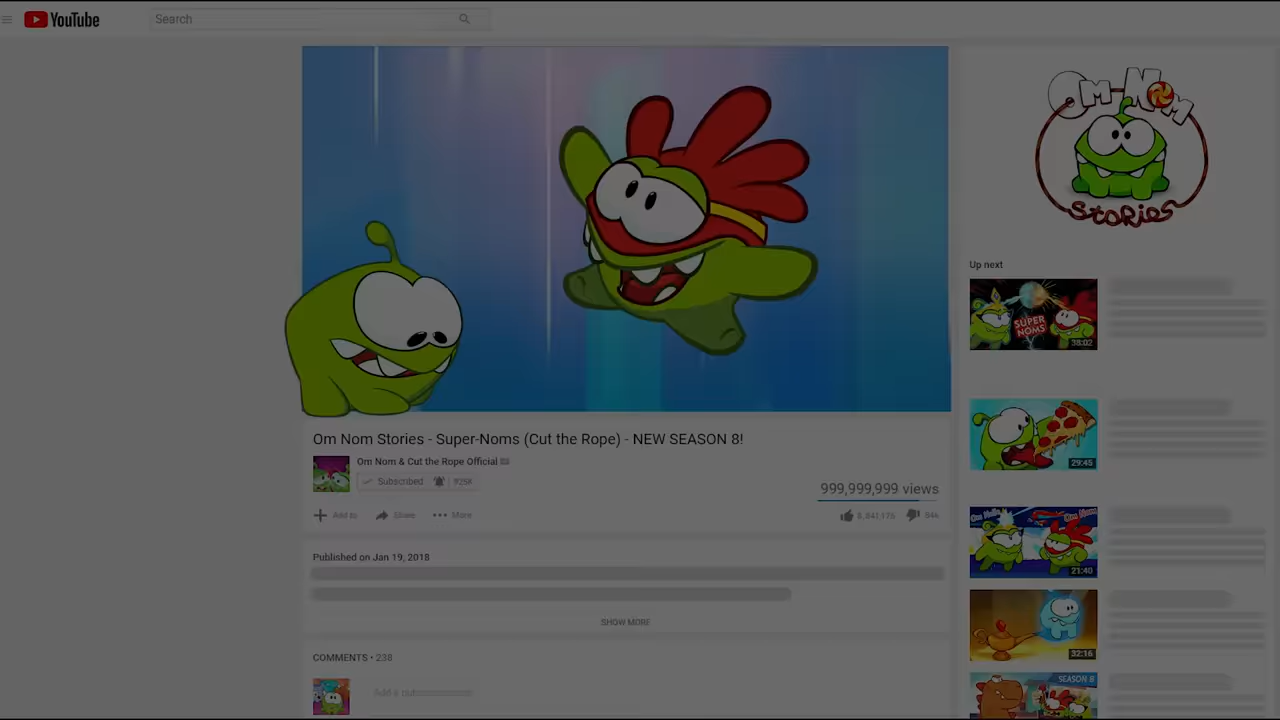 YouTube
Search
OM-NOM
STORIES
Up next
SUPER
NOMS
38:02
29:45
Om Nom Stories - Super-Noms (Cut the Rope) - NEW SEASON 8!
Om Nom & Cut the Rope Official
Subscribed 925K
999,999,999 views
Add to Share More
84K
21:40
Published on Jan 19, 2018
SHOW MORE
SEASON 8
32:16
COMMENTS • 238
Add a